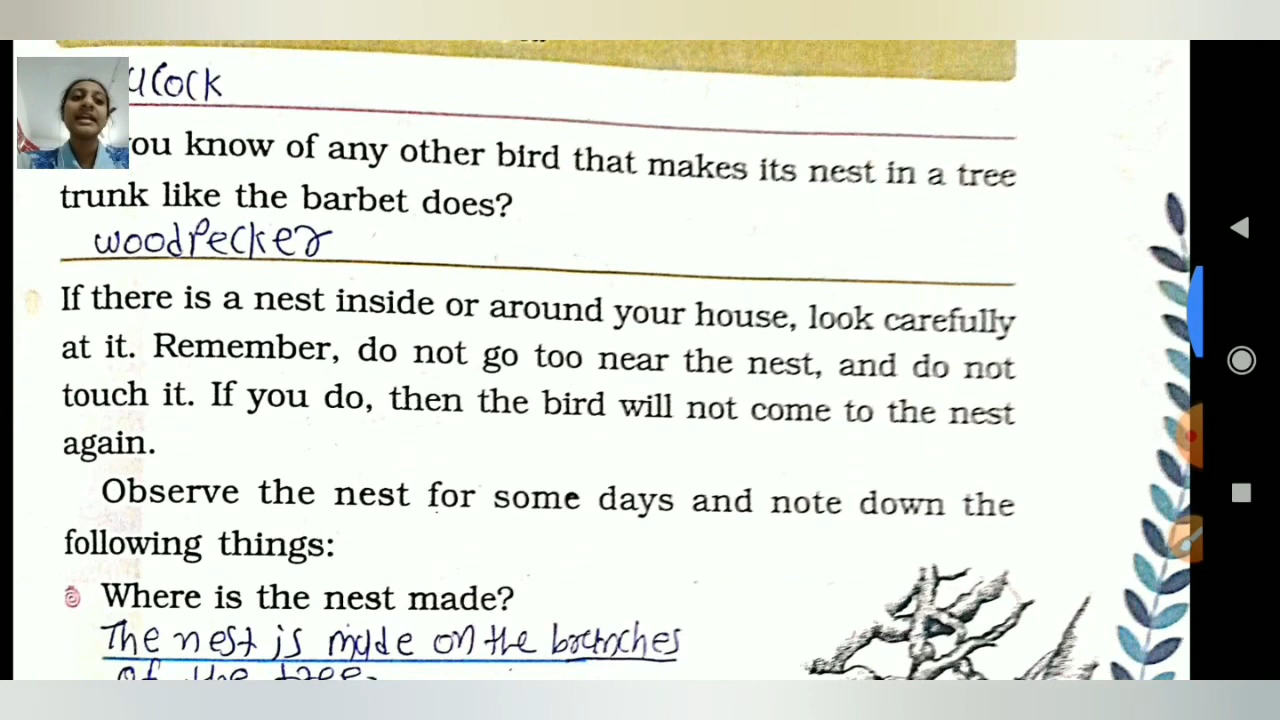 you know of any other bird that makes its nest in a tree
trunk like the barbet does?
woodpecker
If there is a nest inside or around your house, look carefully
at it. Remember, do not go too near the nest, and do not
touch it. If you do, then the bird will not come to the nest
again.
Observe the nest for some days and note down the
following things:
Where is the nest made?
The nest is made on the branches
of the tree.